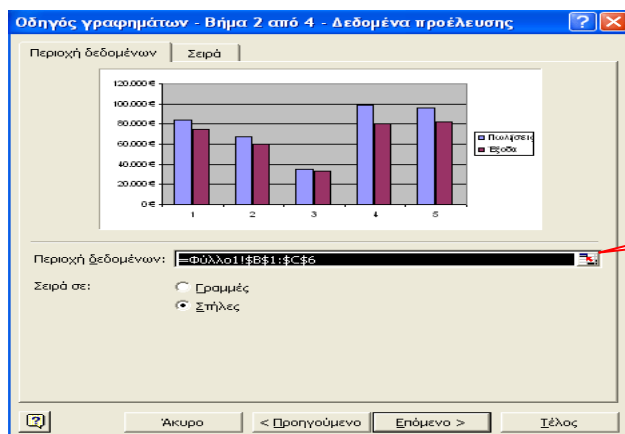 Οδηγός γραφημάτων - Βήμα 2 από 4 - Δεδομένα προέλευσης
Περιοχή δεδομένων Σειρά
120.000 €
100.000 €
80.000 €
60.000 €
40.000 €
20.000 €
0 €
1 2 3 4 5
Πωλήσεις
Έξοδα
Περιοχή δεδομένων: =Φύλλο1!$B$1:$C$6
Σειρά σε: Γραμμές
Στήλες
Άκυρο < Προηγούμενο Επόμενο > Τέλος